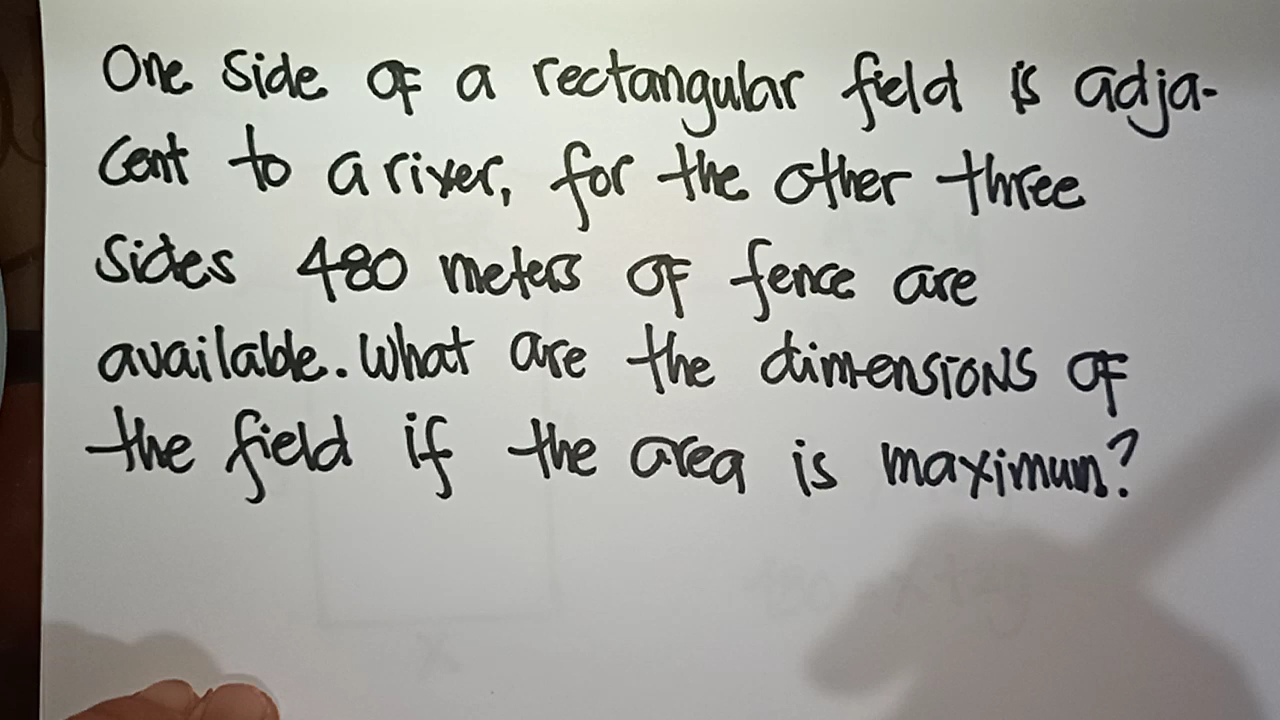 One side of a rectangular field is adja-
cent to a river, for the other three
sides 480 meters of fence are
available. What are the dimensions of
the field if the area is maximum?